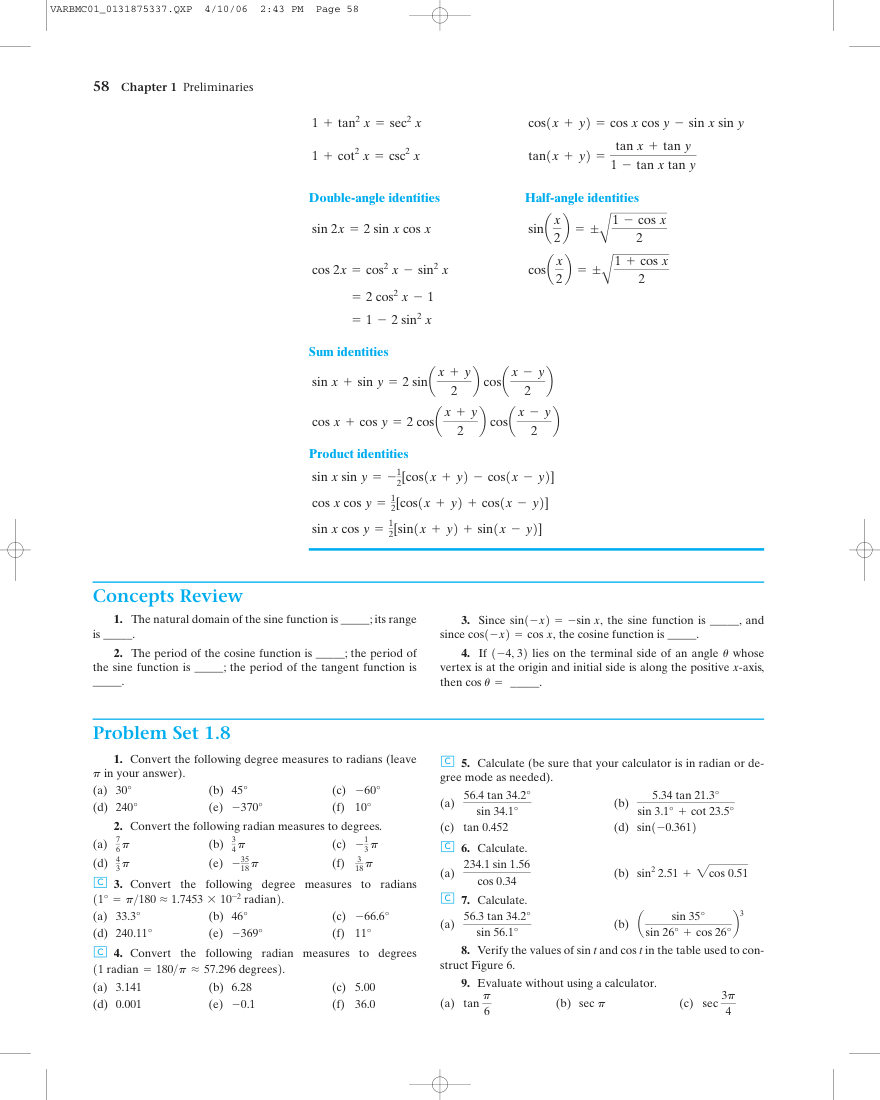 VARBMC01_0131875337.QXP 4/10/06 2:43 PM Page 58
58 Chapter 1 Preliminaries
1 + tan² x = sec² x
cos(x + y) = cos x cos y − sin x sin y
1 + cot² x = csc² x
tan(x + y) = (tan x + tan y)/(1 − tan x tan y)
Double-angle identities
Half-angle identities
sin 2x = 2 sin x cos x
sin(x/2) = ±√((1 − cos x)/2)
cos 2x = cos² x − sin² x
cos(x/2) = ±√((1 + cos x)/2)
= 2 cos² x − 1
= 1 − 2 sin² x
Sum identities
sin x + sin y = 2 sin((x + y)/2) cos((x − y)/2)
cos x + cos y = 2 cos((x + y)/2) cos((x − y)/2)
Product identities
sin x sin y = −½[cos(x + y) − cos(x − y)]
cos x cos y = ½[cos(x + y) + cos(x − y)]
sin x cos y = ½[sin(x + y) + sin(x − y)]
Concepts Review
1. The natural domain of the sine function is _____; its range
is _____.
2. The period of the cosine function is _____; the period of
the sine function is _____; the period of the tangent function is
_____.
3. Since sin(−x) = −sin x, the sine function is _____, and
since cos(−x) = cos x, the cosine function is _____.
4. If (−4, 3) lies on the terminal side of an angle θ whose
vertex is at the origin and initial side is along the positive x-axis,
then cos θ = _____.
Problem Set 1.8
1. Convert the following degree measures to radians (leave
π in your answer).
(a) 30° (b) 45° (c) −60°
(d) 240° (e) −370° (f) 10°
2. Convert the following radian measures to degrees.
(a) 7/6 π (b) 3/4 π (c) −1/3 π
(d) 4/3 π (e) −35/18 π (f) 3/18 π
C 3. Convert the following degree measures to radians
(1° = π/180 ≈ 1.7453 × 10⁻² radian).
(a) 33.3° (b) 46° (c) −66.6°
(d) 240.11° (e) −369° (f) 11°
C 4. Convert the following radian measures to degrees
(1 radian = 180/π ≈ 57.296 degrees).
(a) 3.141 (b) 6.28 (c) 5.00
(d) 0.001 (e) −0.1 (f) 36.0
C 5. Calculate (be sure that your calculator is in radian or de-
gree mode as needed).
(a) (56.4 tan 34.2°)/(sin 34.1°) (b) (5.34 tan 21.3°)/(sin 3.1° + cot 23.5°)
(c) tan 0.452 (d) sin(−0.361)
C 6. Calculate.
(a) (234.1 sin 1.56)/(cos 0.34) (b) sin² 2.51 + √(cos 0.51)
C 7. Calculate.
(a) (56.3 tan 34.2°)/(sin 56.1°) (b) ((sin 35°)/(sin 26° + cos 26°))³
8. Verify the values of sin t and cos t in the table used to con-
struct Figure 6.
9. Evaluate without using a calculator.
(a) tan π/6 (b) sec π (c) sec 3π/4